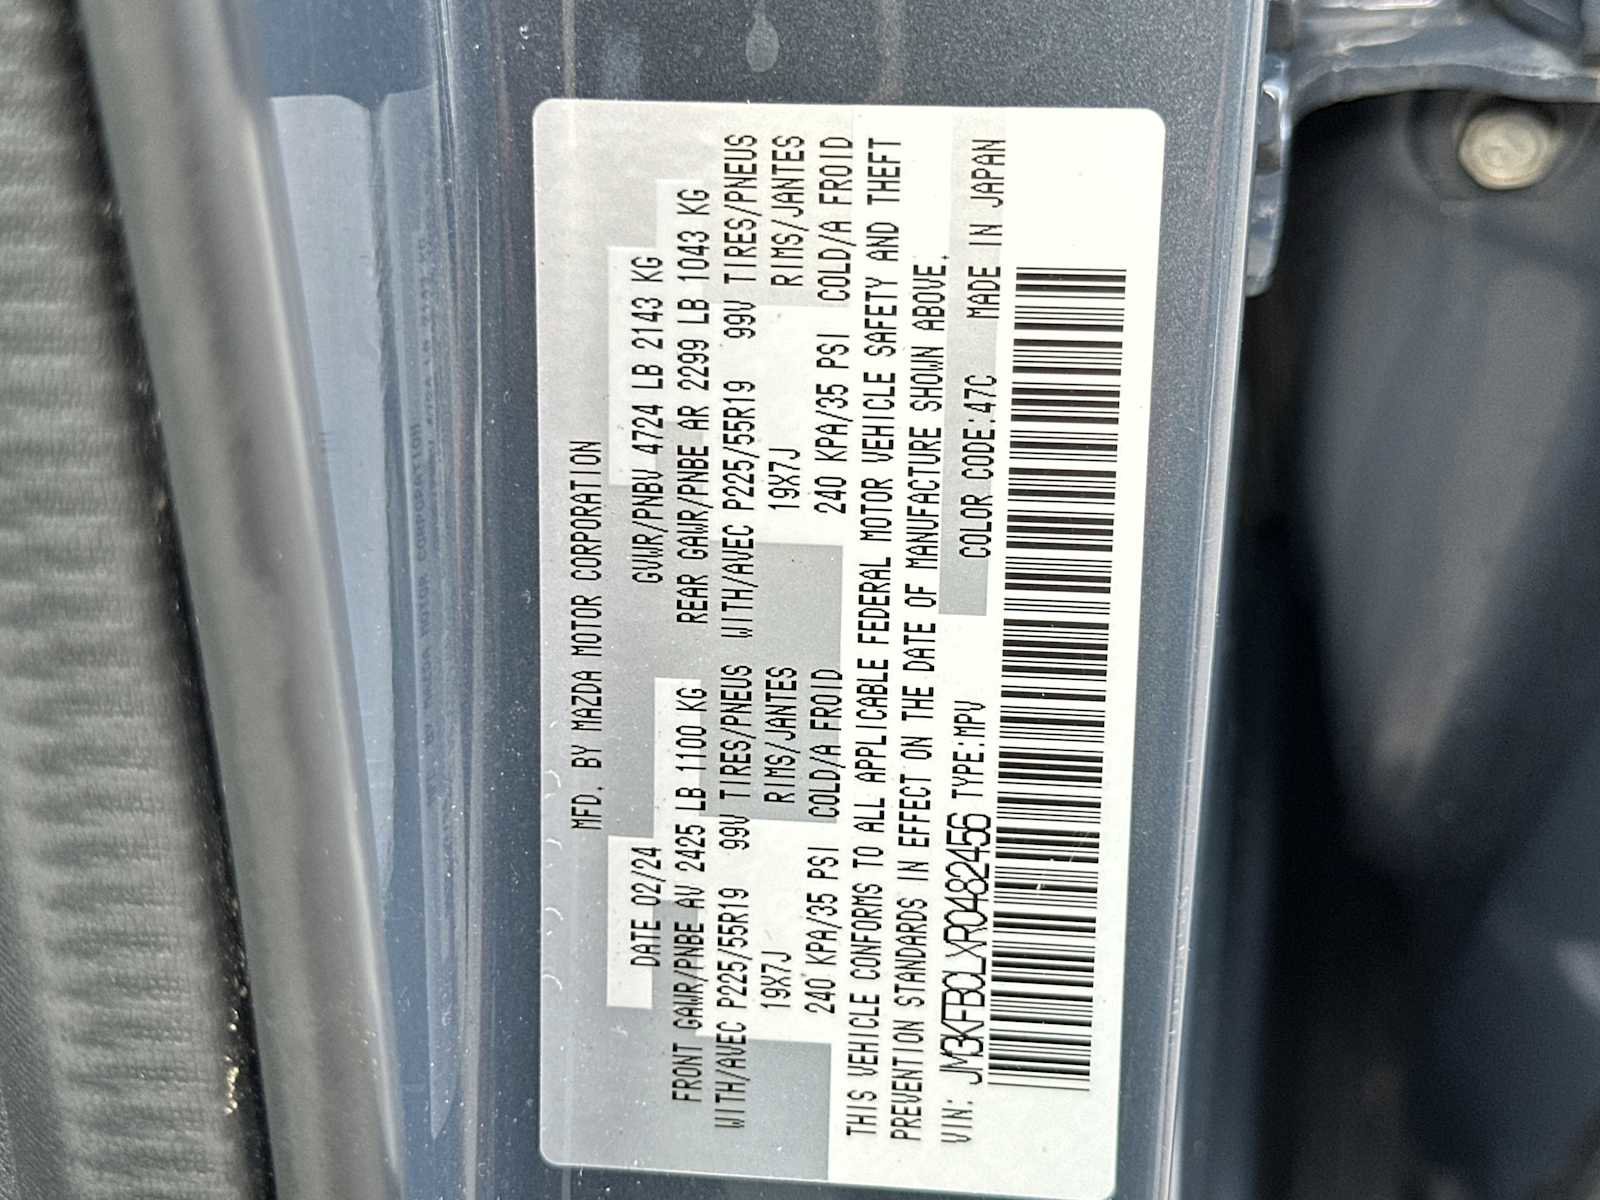 MFD. BY MAZDA MOTOR CORPORATION
DATE 02/24 GVWR/PNBV 4724 LB 2143 KG
FRONT GAWR/PNBE AV 2425 LB 1100 KG REAR GAWR/PNBE AR 2299 LB 1043 KG
WITH/AVEC P225/55R19 99V TIRES/PNEUS WITH/AVEC P225/55R19 99V TIRES/PNEUS
19X7J RIMS/JANTES 19X7J RIMS/JANTES
240 KPA/35 PSI COLD/A FROID 240 KPA/35 PSI COLD/A FROID
THIS VEHICLE CONFORMS TO ALL APPLICABLE FEDERAL MOTOR VEHICLE SAFETY AND THEFT
PREVENTION STANDARDS IN EFFECT ON THE DATE OF MANUFACTURE SHOWN ABOVE.
VIN: JM3KFBCLXR0482456 TYPE:MPV COLOR CODE:47C MADE IN JAPAN